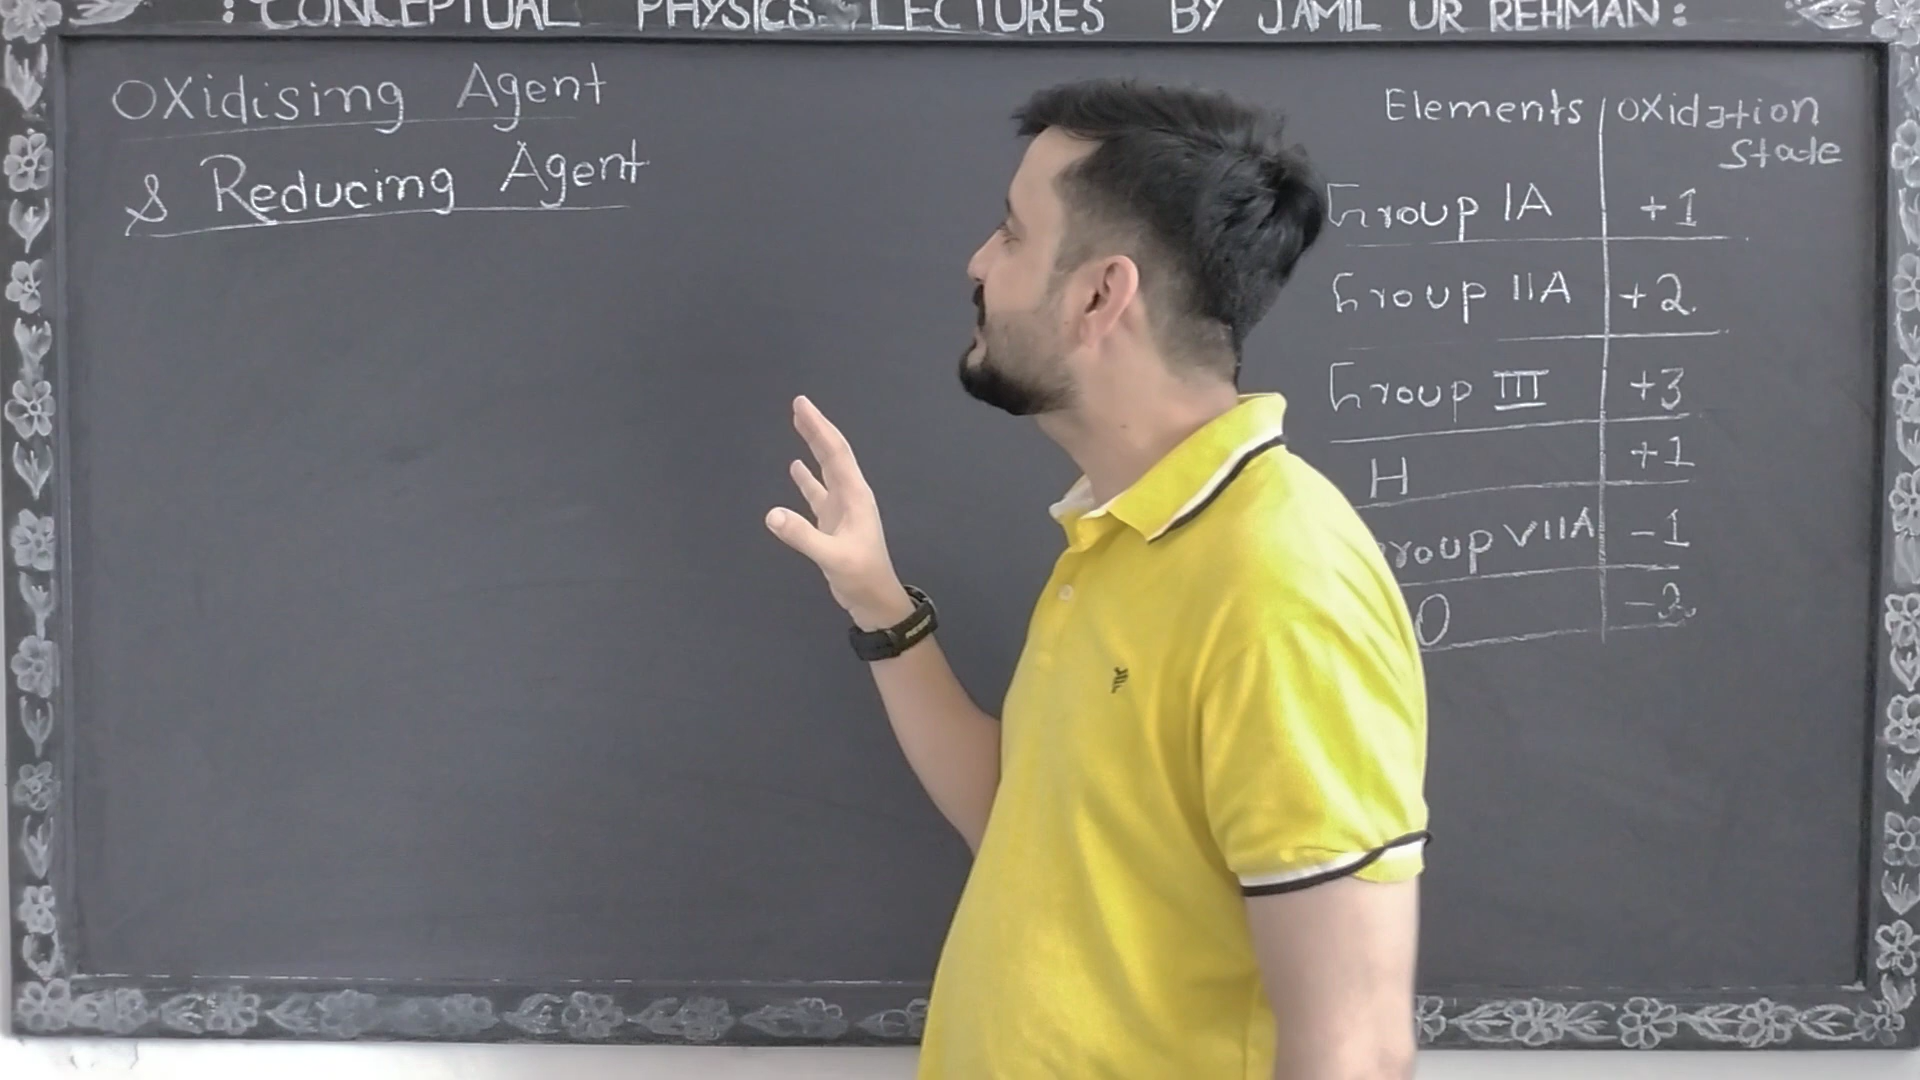 : CONCEPTUAL PHYSICS LECTURES BY JAMIL UR REHMAN :
OXidising Agent
& Reducing Agent
Elements oxidation
state
Group IA +1
Group IIA +2
Group III +3
H +1
roup VIIA -1
O -2